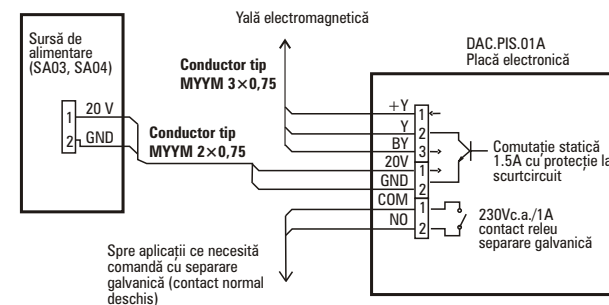 Yală electromagnetică
Sursă de
alimentare
(SA03, SA04)
1
20 V
2
GND
Conductor tip
MYYM 3×0,75
Conductor tip
MYYM 2×0,75
DAC.PIS.01A
Placă electronică
+Y
1
Y
2
BY
3
20V
1
GND
2
COM
1
NO
2
Comutație statică
1.5A cu protecție la
scurtcircuit
230Vc.a./1A
contact releu
separare galvanică
Spre aplicații ce necesită
comandă cu separare
galvanică (contact normal
deschis)